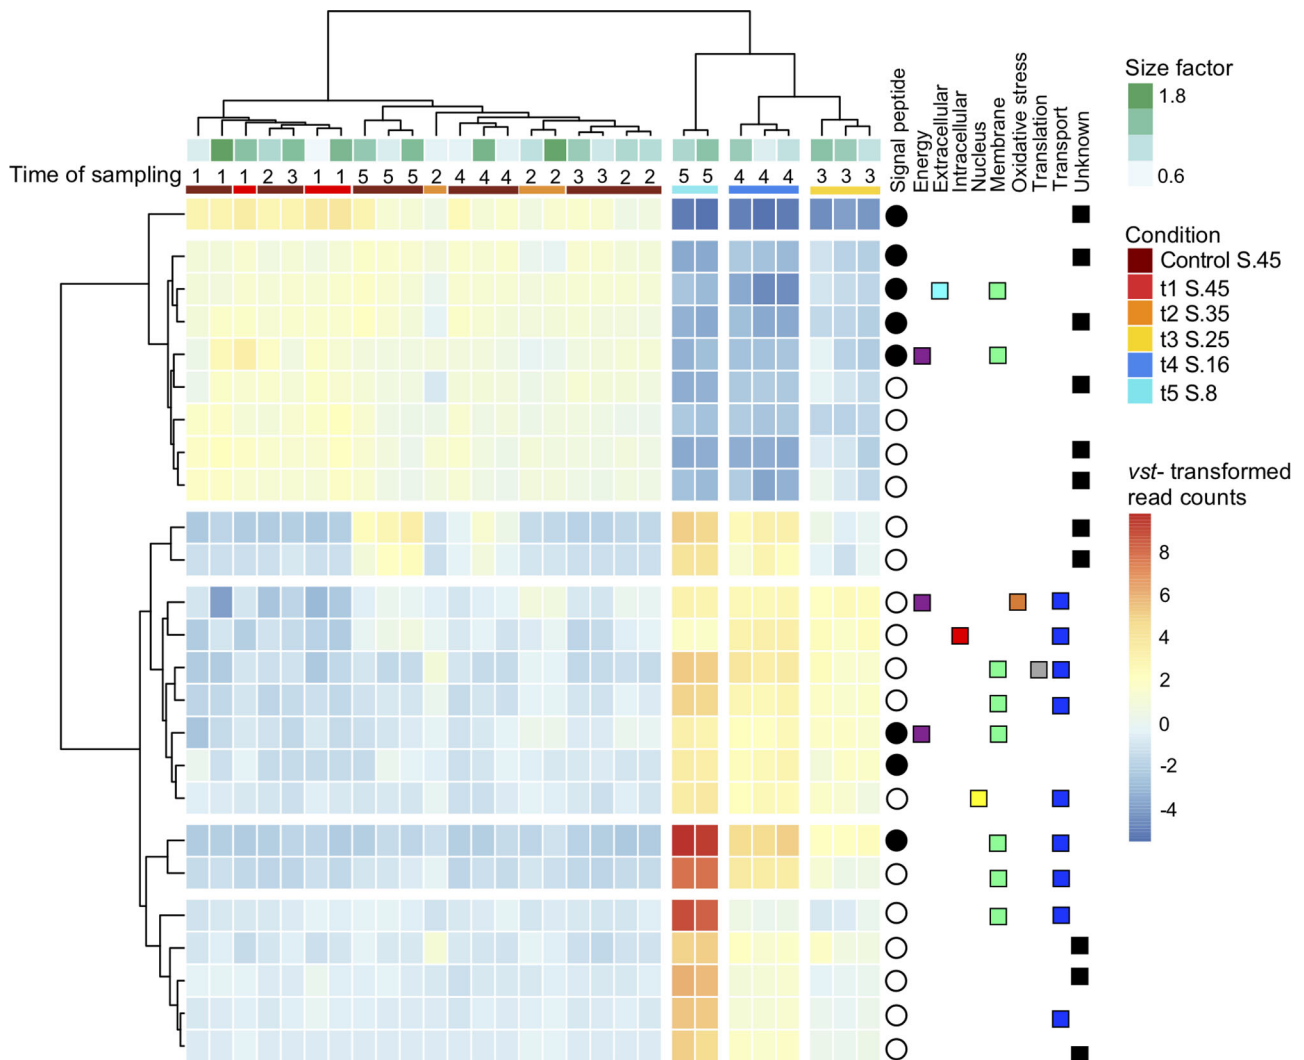 Signal peptide
Energy
Extracellular
Intracellular
Nucleus
Membrane
Oxidative stress
Translation
Transport
Unknown
Size factor
1.8
0.6
Time of sampling 1 1 1 2 3 1 1 5 5 5 2 4 4 4 2 2 3 3 2 2 5 5 4 4 4 3 3 3
Condition
Control S.45
t1 S.45
t2 S.35
t3 S.25
t4 S.16
t5 S.8
vst- transformed
read counts
8
6
4
2
0
-2
-4